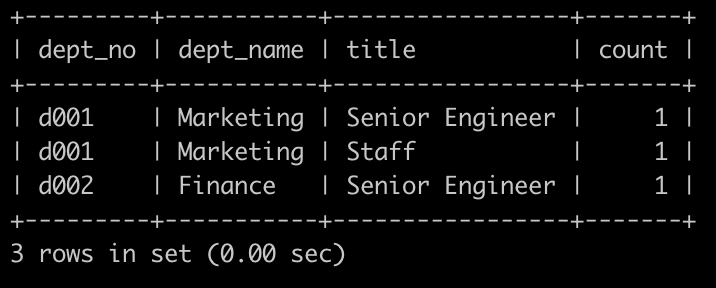 +---------+-----------+-----------------+-------+
| dept_no | dept_name | title           | count |
+---------+-----------+-----------------+-------+
| d001    | Marketing | Senior Engineer |     1 |
| d001    | Marketing | Staff           |     1 |
| d002    | Finance   | Senior Engineer |     1 |
+---------+-----------+-----------------+-------+
3 rows in set (0.00 sec)